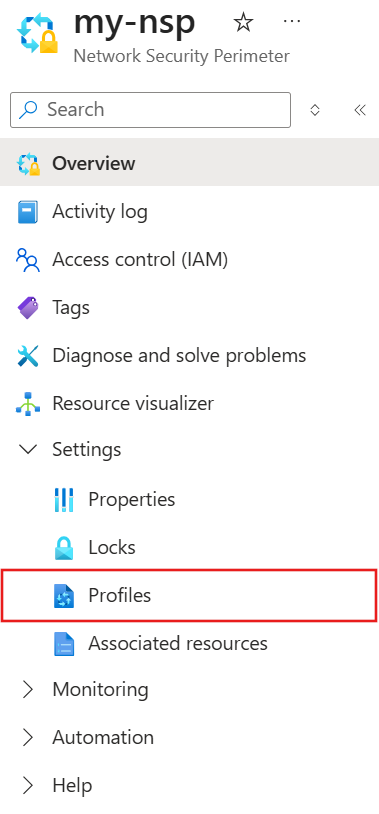 my-nsp
Network Security Perimeter
Search
Overview
Activity log
Access control (IAM)
Tags
Diagnose and solve problems
Resource visualizer
Settings
Properties
Locks
Profiles
Associated resources
Monitoring
Automation
Help